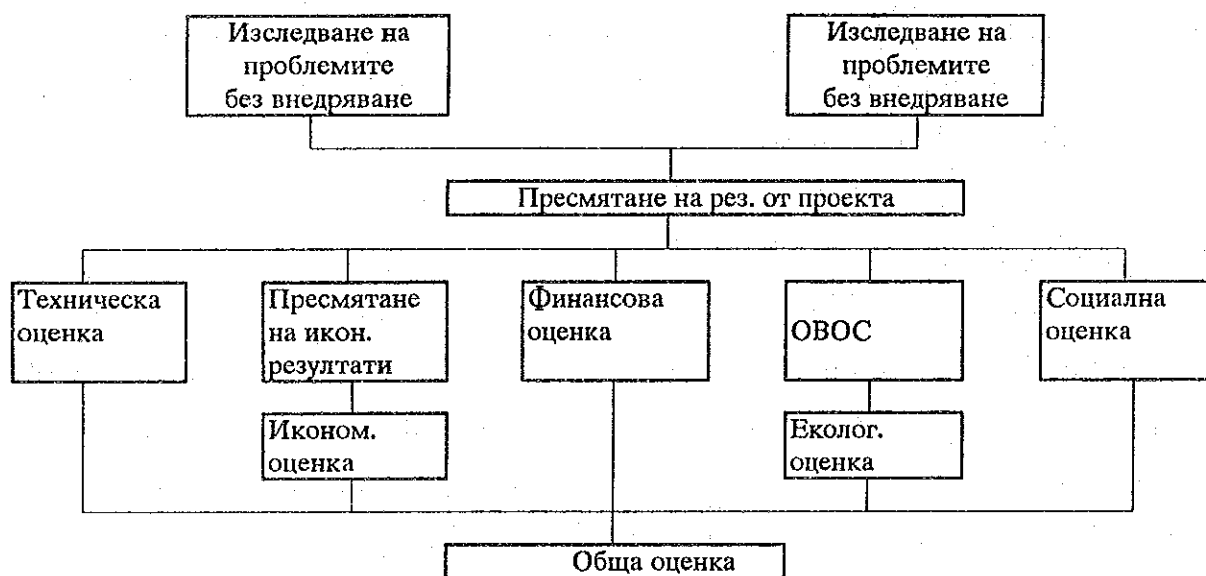 Изследване на
проблемите
без внедряване
Изследване на
проблемите
без внедряване
Пресмятане на рез. от проекта
Техническа
оценка
Пресмятане
на икон.
резултати
Финансова
оценка
ОВОС
Социална
оценка
Иконом.
оценка
Еколог.
оценка
Обща оценка